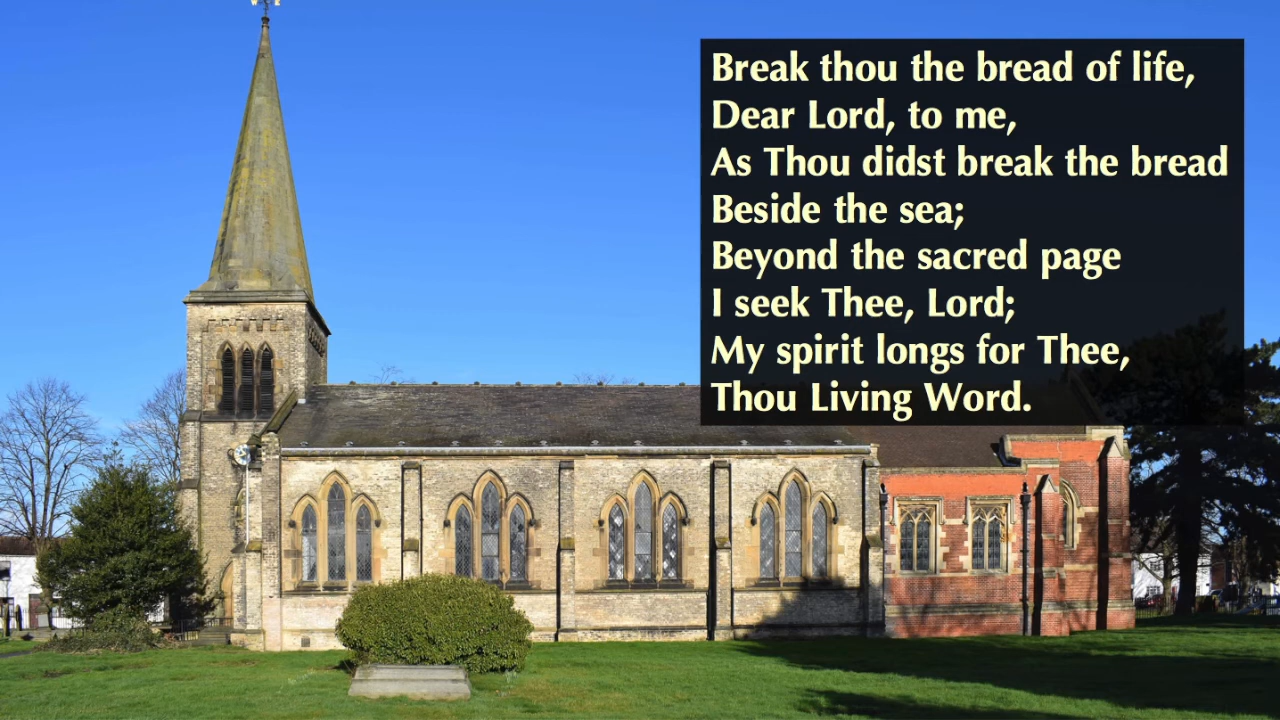 Break thou the bread of life,
Dear Lord, to me,
As Thou didst break the bread
Beside the sea;
Beyond the sacred page
I seek Thee, Lord;
My spirit longs for Thee,
Thou Living Word.